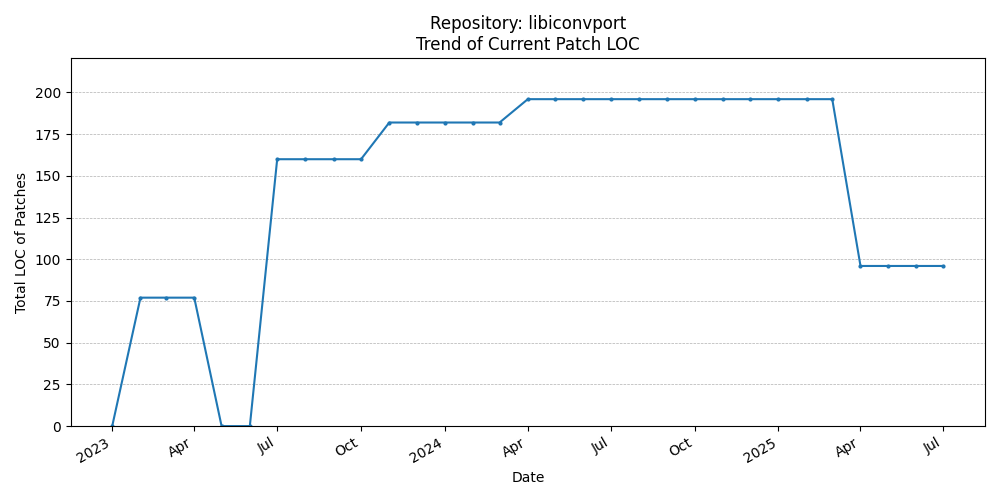 Repository: libiconvport
Trend of Current Patch LOC
Total LOC of Patches
200
175
150
125
100
75
50
25
0
2023
Apr
Jul
Oct
2024
Apr
Jul
Oct
2025
Apr
Jul
Date